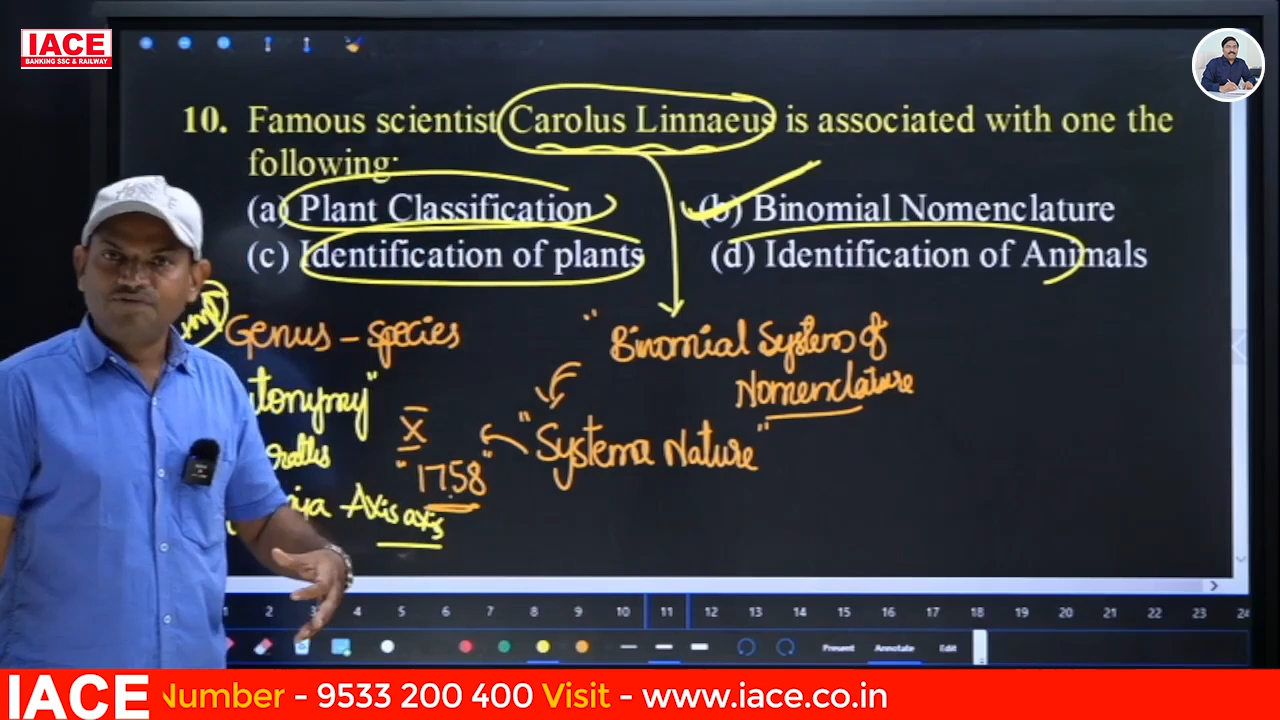 IACE
BANKING SSC & RAILWAY
10. Famous scientist Carolus Linnaeus is associated with one the
following:
(a) Plant Classification (b) Binomial Nomenclature
(c) Identification of plants (d) Identification of Animals
Genus - Species
"Binomial System of
Nomenclature
"Systema Nature"
X
"1758"
Axis axis
1 2 3 4 5 6 7 8 9 10 11 12 13 14 15 16 17 18 19 20 21 22 23 24
Present Annotate Edit
IACE Number - 9533 200 400 Visit - www.iace.co.in